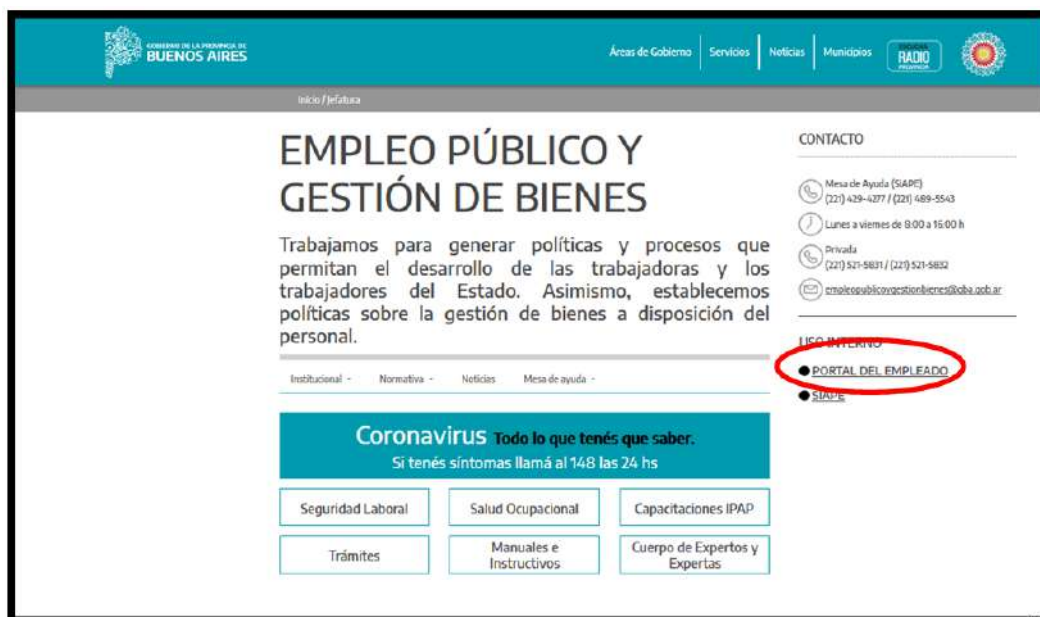 GOBIERNO DE LA PROVINCIA DE
BUENOS AIRES
Áreas de Gobierno
Servicios
Noticias
Municipios
ESCUCHÁ
RADIO
PROVINCIA
Inicio / Jefatura
EMPLEO PÚBLICO Y
GESTIÓN DE BIENES
Trabajamos para generar políticas y procesos que
permitan el desarrollo de las trabajadoras y los
trabajadores del Estado. Asimismo, establecemos
políticas sobre la gestión de bienes a disposición del
personal.
Institucional
Normativa
Noticias
Mesa de ayuda
Coronavirus Todo lo que tenés que saber.
Si tenés síntomas llamá al 148 las 24 hs
Seguridad Laboral
Salud Ocupacional
Capacitaciones IPAP
Trámites
Manuales e
Instructivos
Cuerpo de Expertos y
Expertas
CONTACTO
Mesa de Ayuda (SIAPE)
(221) 429-4277 / (221) 489-5543
Lunes a viernes de 8:00 a 16:00 h
Privada
(221) 521-5831 / (221) 521-5832
empleopublicoygestionbienes@gba.gob.ar
USO INTERNO
PORTAL DEL EMPLEADO
SIAPE